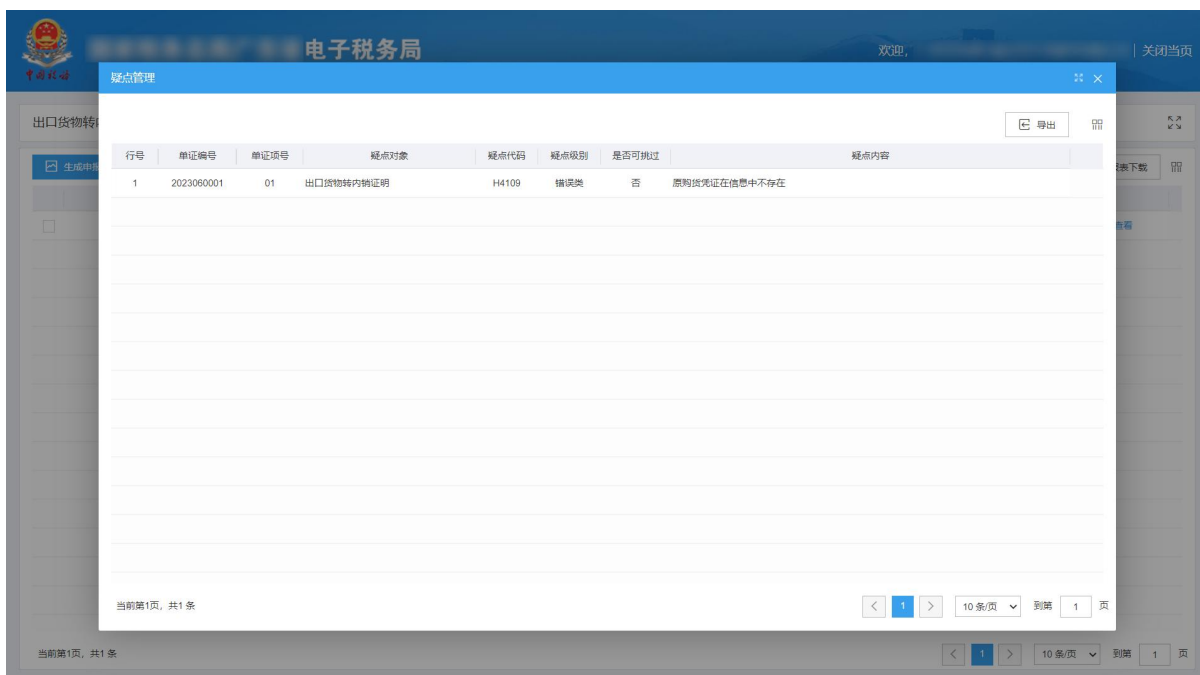 电子税务局
欢迎,
| 关闭当页
中国税务
疑点管理
出口货物转内
导出
生成申报
表下载
行号 单证编号 单证项号 疑点对象 疑点代码 疑点级别 是否可挑过 疑点内容
1 2023060001 01 出口货物转内销证明 H4109 错误类 否 原购货凭证在信息中不存在
查看
当前第1页, 共1 条
1 10 条/页 到第 1 页
当前第1页, 共1 条
1 10 条/页 到第 1 页